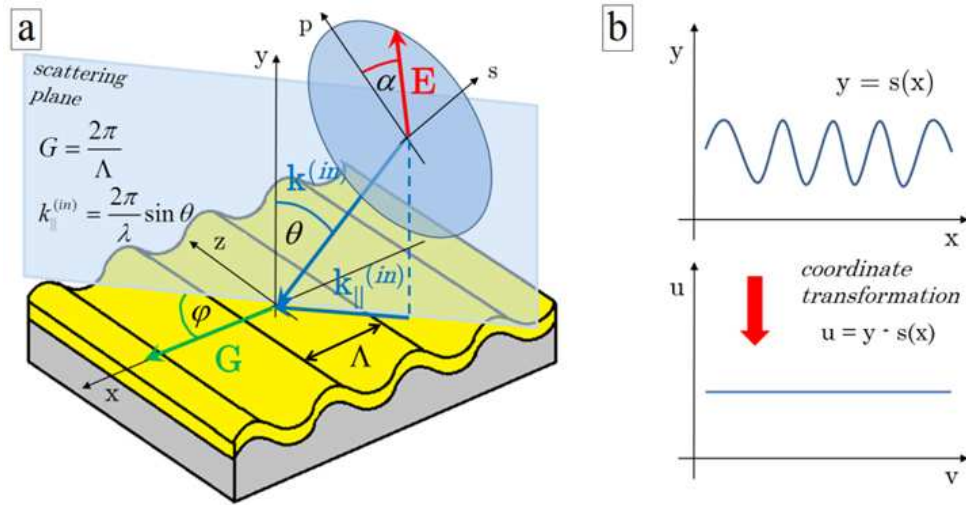 a
scattering
plane
G = 2π/Λ
k∥^(in) = 2π/λ sin θ
y
p
s
α
E
k^(in)
θ
z
k∥^(in)
φ
G
Λ
x
b
y
y = s(x)
x
u
coordinate
transformation
u = y - s(x)
v